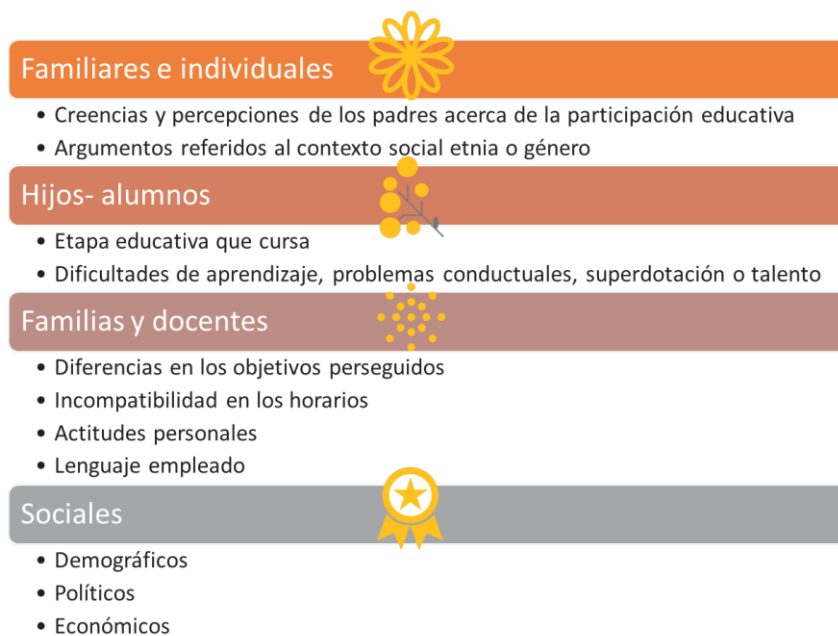 Familiares e individuales
• Creencias y percepciones de los padres acerca de la participación educativa
• Argumentos referidos al contexto social etnia o género
Hijos- alumnos
• Etapa educativa que cursa
• Dificultades de aprendizaje, problemas conductuales, superdotación o talento
Familias y docentes
• Diferencias en los objetivos perseguidos
• Incompatibilidad en los horarios
• Actitudes personales
• Lenguaje empleado
Sociales
• Demográficos
• Políticos
• Económicos